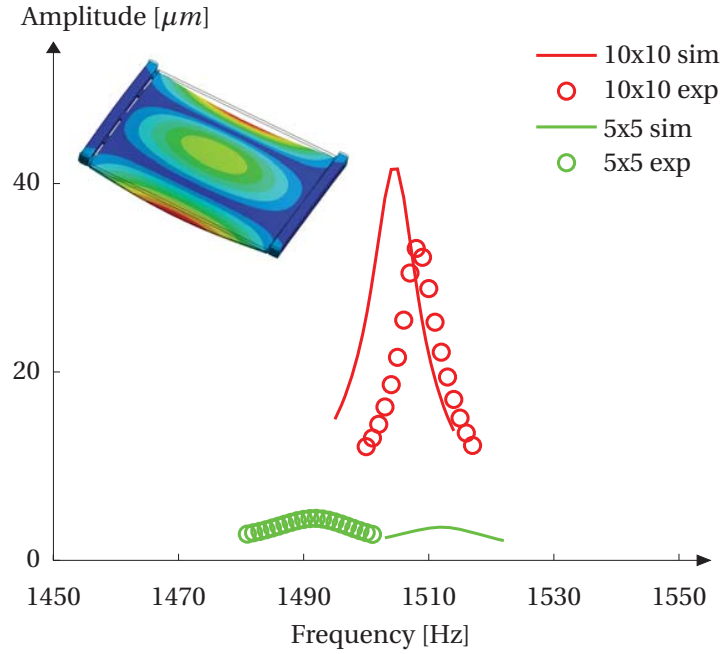 Amplitude [μm]
10x10 sim
10x10 exp
5x5 sim
5x5 exp
40
20
0
1450 1470 1490 1510 1530 1550
Frequency [Hz]